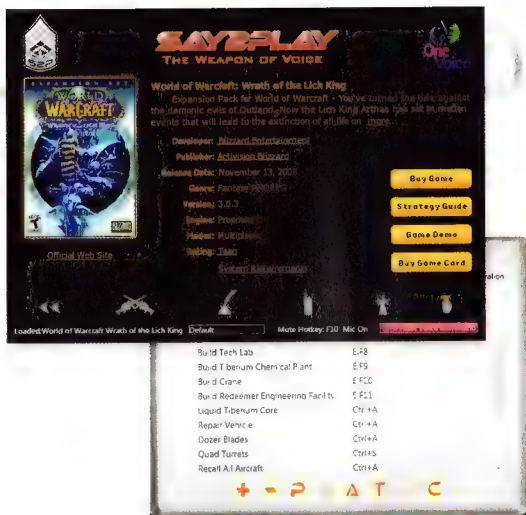 S2P
SAY2PLAY
THE WEAPON OF VOICE
One
Voice
EXPANSION SET
WORLD
WARCRAFT
World of Warcraft: Wrath of the Lich King
Expansion Pack for World of Warcraft - You've turned the tide against
the demonic evils of Outland. Now the Lich King Arthas has set in motion
events that will lead to the extinction of all life on more...
Developer: Blizzard Entertainment
Publisher: Activision Blizzard
Release Date: November 13, 2008
Genre: Fantasy MMORPG
Version: 3.0.3
Engine: Proprietary
Modes: Multiplayer
Rating: Teen
System Requirements
Official Web Site
Buy Game
Strategy Guide
Game Demo
Buy Game Card
Loaded:World of Warcraft Wrath of the Lich King Default Mute Hotkey: F10 Mic On
Build Tech Lab E,F8
Build Tiberium Chemical Plant E,F9
Build Crane E,F10
Build Redeemer Engineering Facility E,F11
Liquid Tiberium Core Ctrl+A
Repair Vehicle Ctrl+A
Dozer Blades Ctrl+A
Quad Turrets Ctrl+S
Recall All Aircraft Ctrl+A
A T C